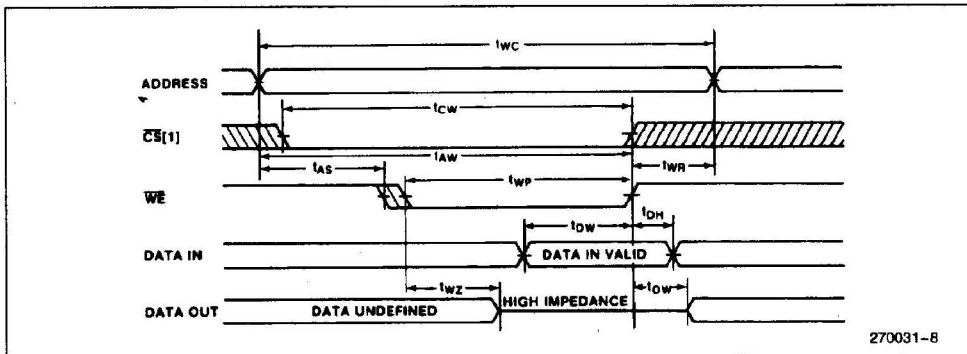 tWC
ADDRESS
tCW
CS[1]
tAW
tAS
tWR
tWP
WE
tDW
tDH
DATA IN
DATA IN VALID
tWZ
HIGH IMPEDANCE
tOW
DATA OUT
DATA UNDEFINED
270031-8